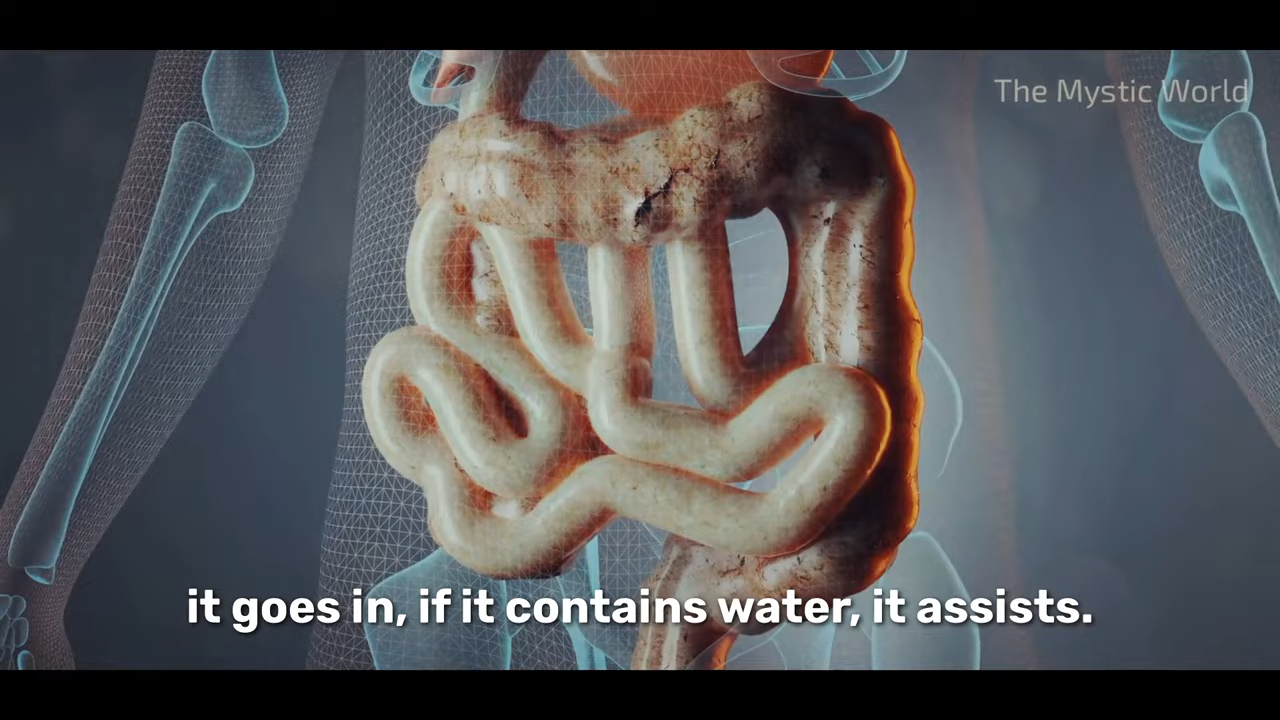 The Mystic World
it goes in, if it contains water, it assists.